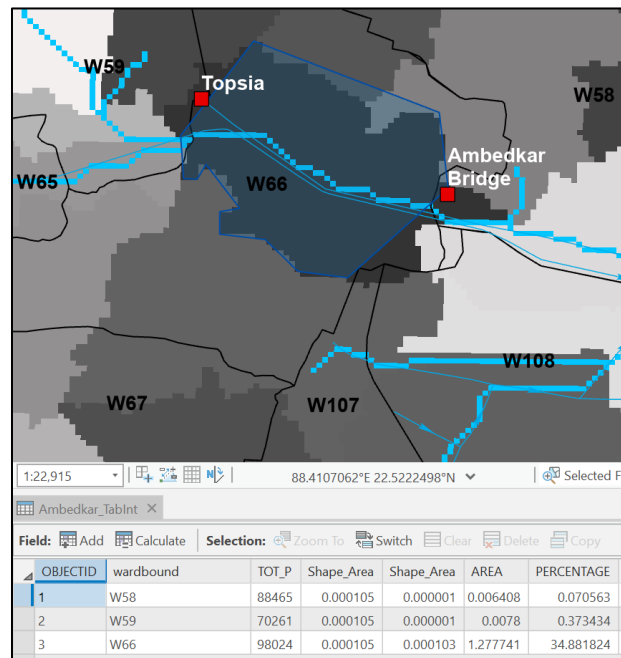 W59
Topsia
W58
Ambedkar
Bridge
W65
W66
W108
W67
W107
1:22,915
88.4107062°E 22.5222498°N
Selected F
Ambedkar_TabInt
Field: Add Calculate Selection: Zoom To Switch Clear Delete Copy
OBJECTID wardbound TOT_P Shape_Area Shape_Area AREA PERCENTAGE
1 W58 88465 0.000105 0.000001 0.006408 0.070563
2 W59 70261 0.000105 0.000001 0.0078 0.373434
3 W66 98024 0.000105 0.000103 1.277741 34.881824